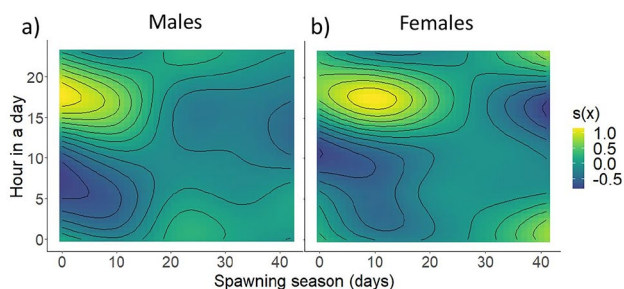 a) Males
b) Females
Hour in a day
20
15
10
5
0
0 10 20 30 40
0 10 20 30 40
Spawning season (days)
s(x)
1.0
0.5
0.0
-0.5